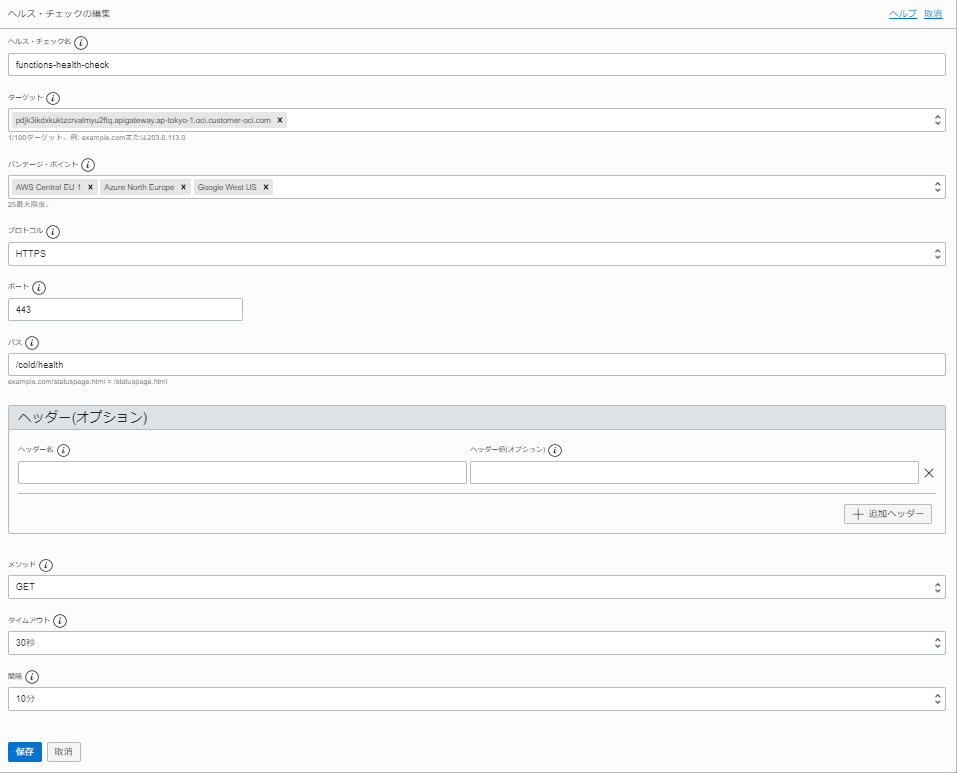 ヘルス・チェックの編集
ヘルプ 取消
ヘルス・チェック名
functions-health-check
ターゲット
pdjk3ikdxkuktzcrvalmyu2ftq.apigateway.ap-tokyo-1.oci.customer-oci.com ×
1/100ターゲット。例: example.comまたは203.0.113.0
バンテージ・ポイント
AWS Central EU 1 × Azure North Europe × Google West US ×
25最大限度。
プロトコル
HTTPS
ポート
443
パス
/cold/health
example.com/statuspage.html = /statuspage.html
ヘッダー(オプション)
ヘッダー名 ヘッダー値(オプション)
追加ヘッダー
メソッド
GET
タイムアウト
30秒
間隔
10分
保存 取消